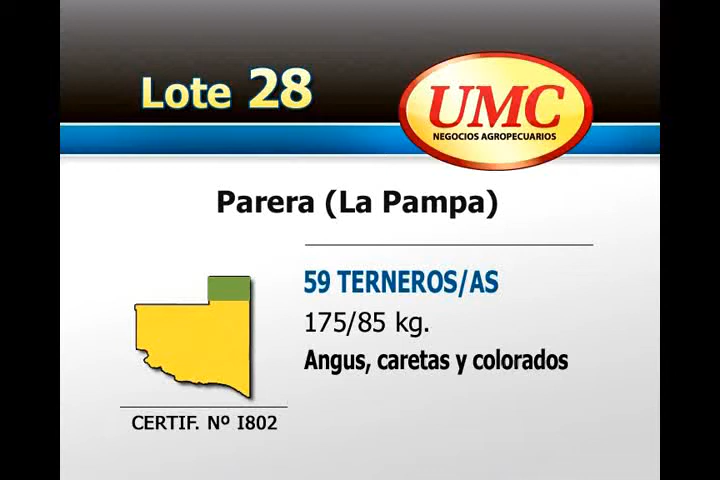 Lote 28
UMC
NEGOCIOS AGROPECUARIOS
Parera (La Pampa)
59 TERNEROS/AS
175/85 kg.
Angus, caretas y colorados
CERTIF. Nº I802